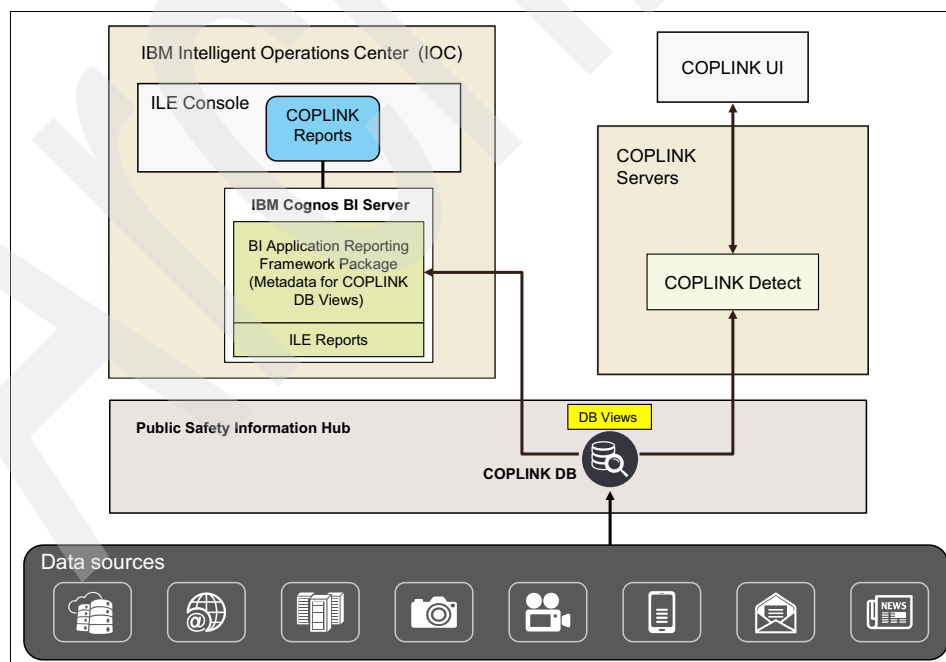 IBM Intelligent Operations Center (IOC)
ILE Console
COPLINK
Reports
IBM Cognos BI Server
BI Application Reporting
Framework Package
(Metadata for COPLINK
DB Views)
ILE Reports
COPLINK UI
COPLINK
Servers
COPLINK Detect
Public Safety Information Hub
DB Views
COPLINK DB
Data sources
@
NEWS